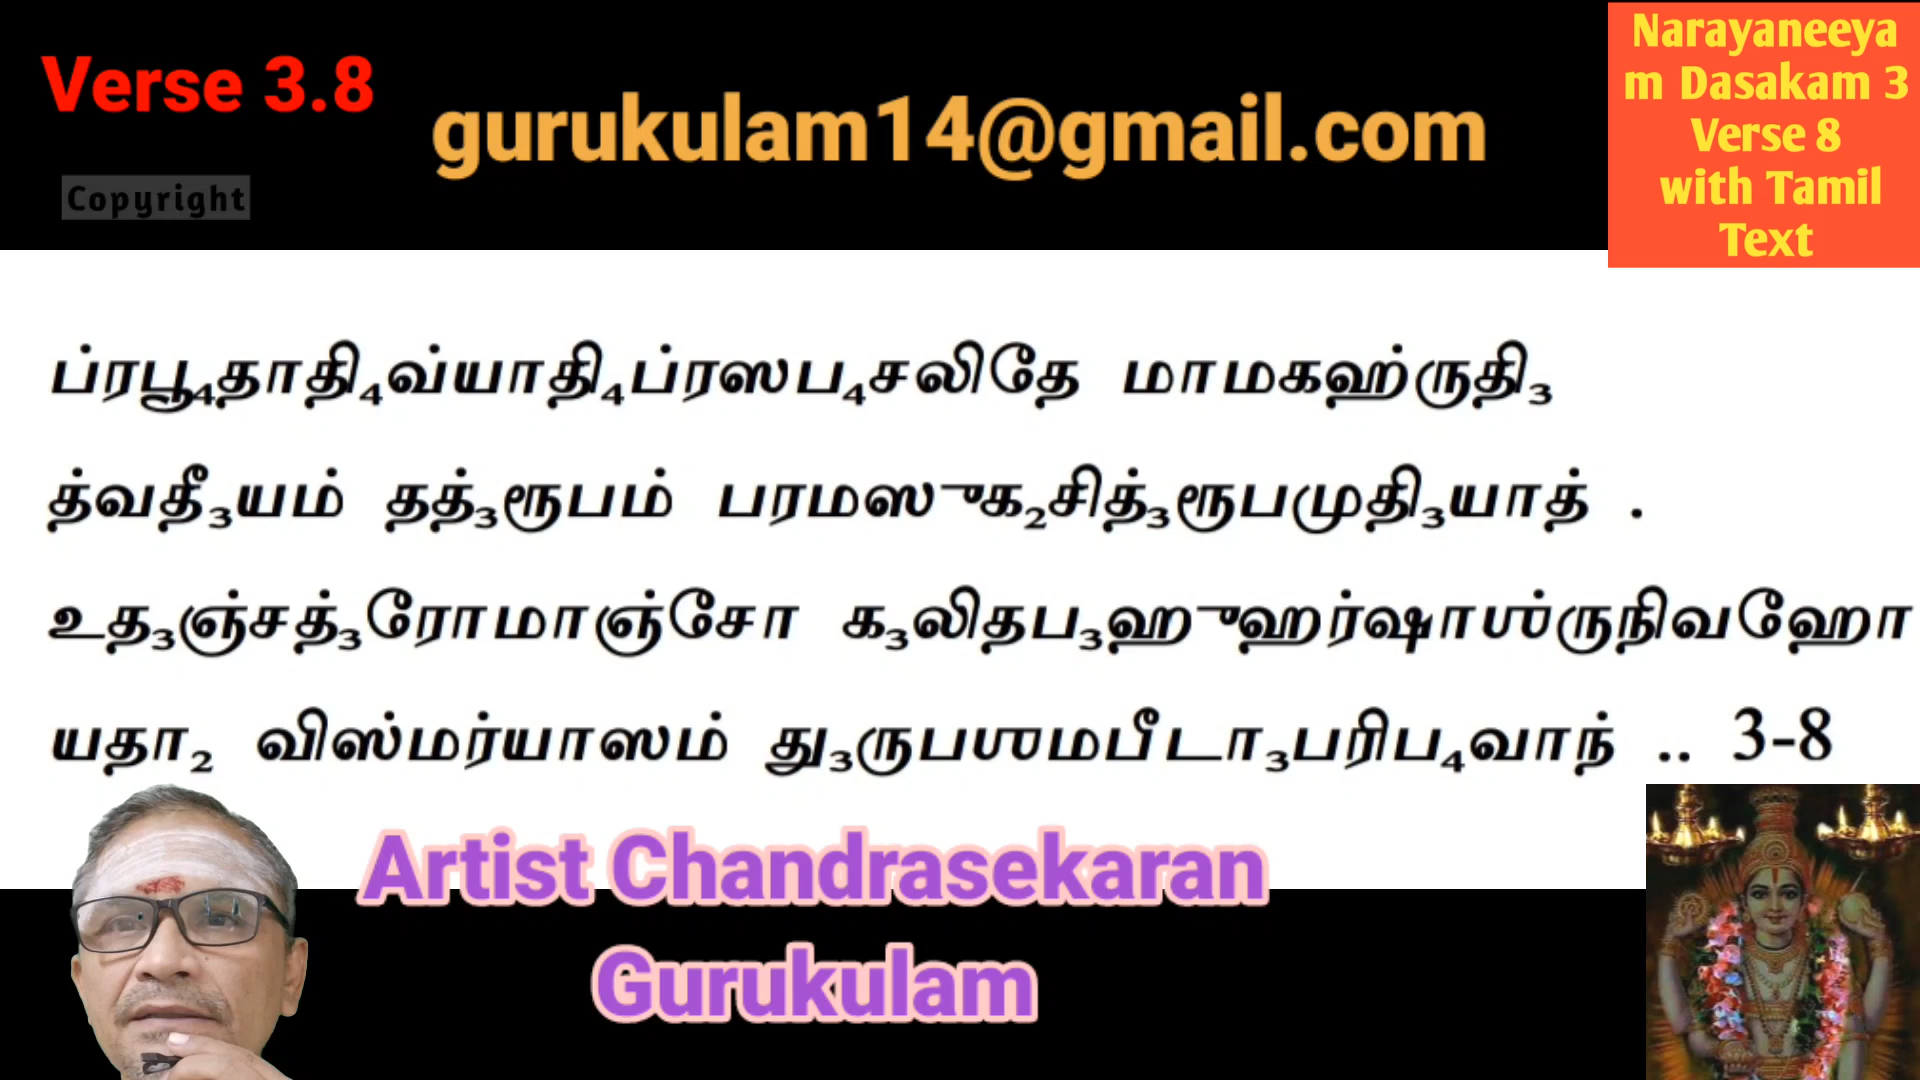 Verse 3.8
gurukulam14@gmail.com
Copyright
Narayaneeya
m Dasakam 3
Verse 8
with Tamil
Text
ப்ரபூ₄தாதி₄வ்யாதி₄ப்ரஸப₄சலிதே மாமகஹ்ருதி₃
த்வதீ₃யம் தத்₃ரூபம் பரமஸுக₂சித்₃ரூபமுதி₃யாத் .
உத₃ஞ்சத்₃ரோமாஞ்சோ க₃லிதப₃ஹுஹர்ஷாஶ்ருநிவஹோ
யதா₂ விஸ்மர்யாஸம் து₃ருபஶமபீடா₃பரிப₄வாந் .. 3-8
Artist Chandrasekaran
Gurukulam